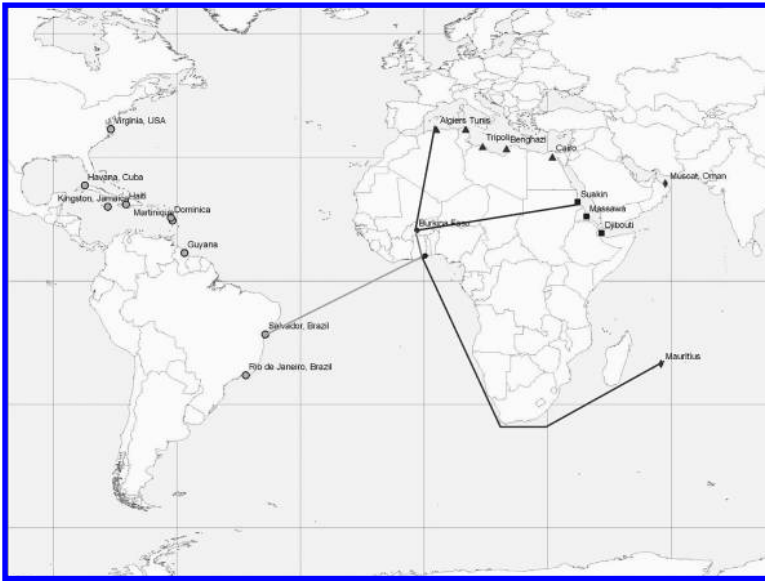 Virginia, USA
Algiers Tunis
Tripoli
Benghazi
Cairo
Havana, Cuba
Haiti
Kingston, Jamaica
Martinique
Dominica
Muscat, Oman
Suakin
Massawa
Djibouti
Burkina Faso
Guyana
Salvador, Brazil
Rio de Janeiro, Brazil
Mauritius